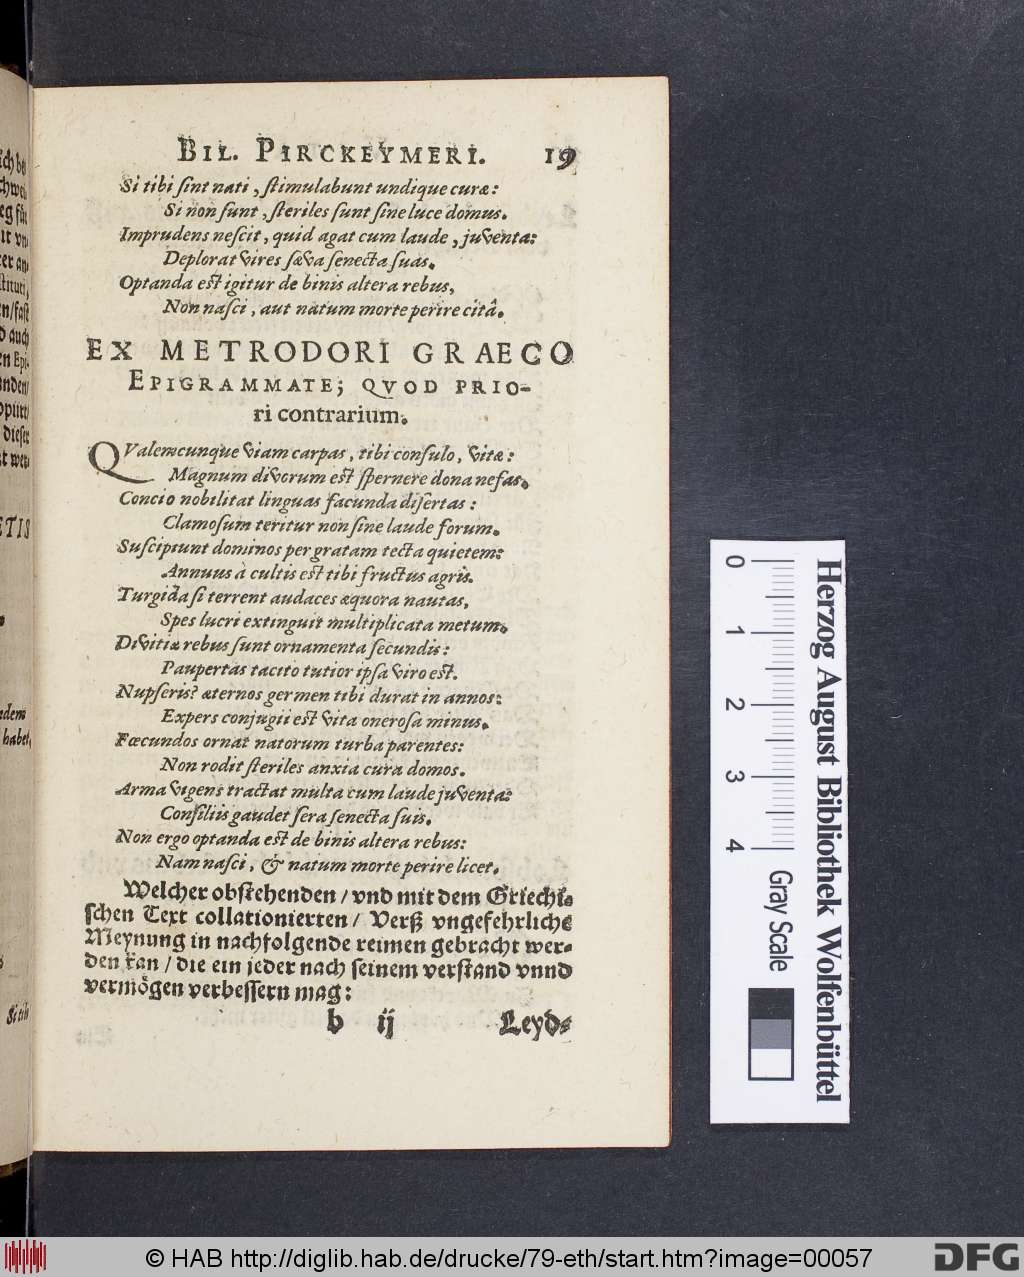 BIL. PIRCKEYMERI. 19
Si tibi ſint nati, ſtimulabunt undique curæ:
Si non ſunt, ſteriles ſunt ſine luce domus.
Imprudens neſcit, quid agat cum laude, juventa:
Deplorat vires ſæva ſenecta ſuas.
Optanda eſt igitur de binis altera rebus,
Non naſci, aut natum morte perire citâ.
EX METRODORI GRAECO
EPIGRAMMATE; QVOD PRIO-
ri contrarium.
QValemcunque viam carpas, tibi conſulo, vitæ:
Magnum divorum eſt ſpernere dona nefas.
Concio nobilitat linguas facunda diſertas:
Clamoſum teritur non ſine laude forum.
Suſcipiunt dominos per gratam tecta quietem:
Annuus à cultis eſt tibi fructus agris.
Turgida ſi terrent audaces æquora nautas,
Spes lucri extinguit multiplicata metum.
Divitiæ rebus ſunt ornamenta ſecundis:
Paupertas tacito tutior ipſa viro eſt.
Nupſeris? æternos germen tibi durat in annos:
Expers conjugii eſt vita oneroſa minus.
Fœcundos ornat natorum turba parentes:
Non rodit ſteriles anxia cura domos.
Arma vigens tractat multa cum laude juventa:
Conſiliis gaudet ſera ſenecta ſuis.
Non ergo optanda eſt de binis altera rebus:
Nam naſci, & natum morte perire licet.
Welcher obſtehenden / vnd mit dem Griechi-
ſchen Text collationierten / Verß vngefehrliche
Meynung in nachfolgende reimen gebracht wer-
den kan / die ein jeder nach ſeinem verſtand vnnd
vermögen verbeſſern mag:
b ij Leyd-
ETIS
habet,
Si tibi
0 1 2 3 4
Gray Scale
Herzog August Bibliothek Wolfenbüttel
© HAB http://diglib.hab.de/drucke/79-eth/start.htm?image=00057
DFG